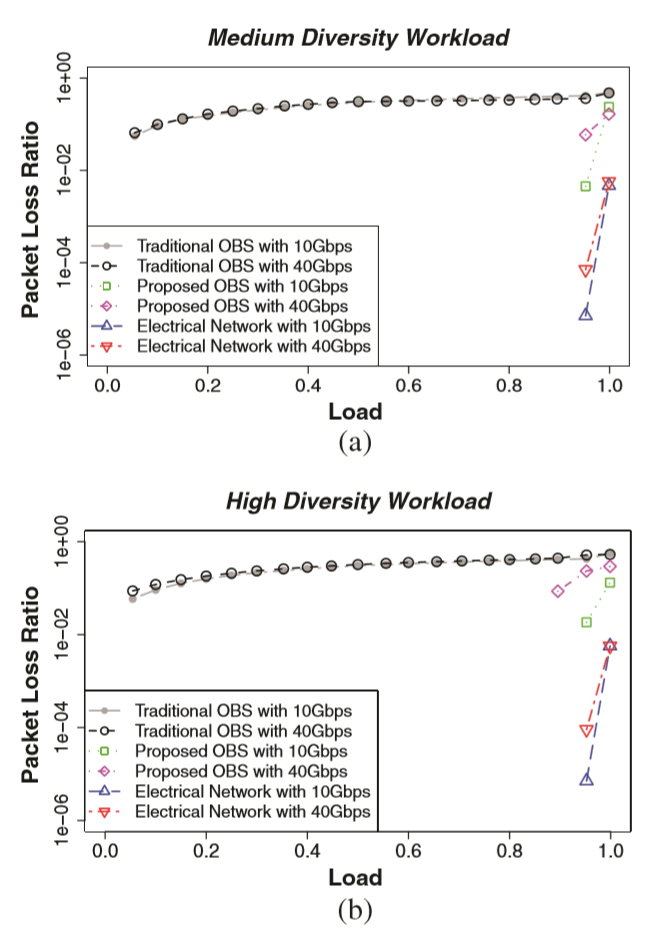 Medium Diversity Workload
Packet Loss Ratio
1e+00
1e-02
1e-04
1e-06
Traditional OBS with 10Gbps
Traditional OBS with 40Gbps
Proposed OBS with 10Gbps
Proposed OBS with 40Gbps
Electrical Network with 10Gbps
Electrical Network with 40Gbps
0.0 0.2 0.4 0.6 0.8 1.0
Load
(a)
High Diversity Workload
Packet Loss Ratio
1e+00
1e-02
1e-04
1e-06
Traditional OBS with 10Gbps
Traditional OBS with 40Gbps
Proposed OBS with 10Gbps
Proposed OBS with 40Gbps
Electrical Network with 10Gbps
Electrical Network with 40Gbps
0.0 0.2 0.4 0.6 0.8 1.0
Load
(b)